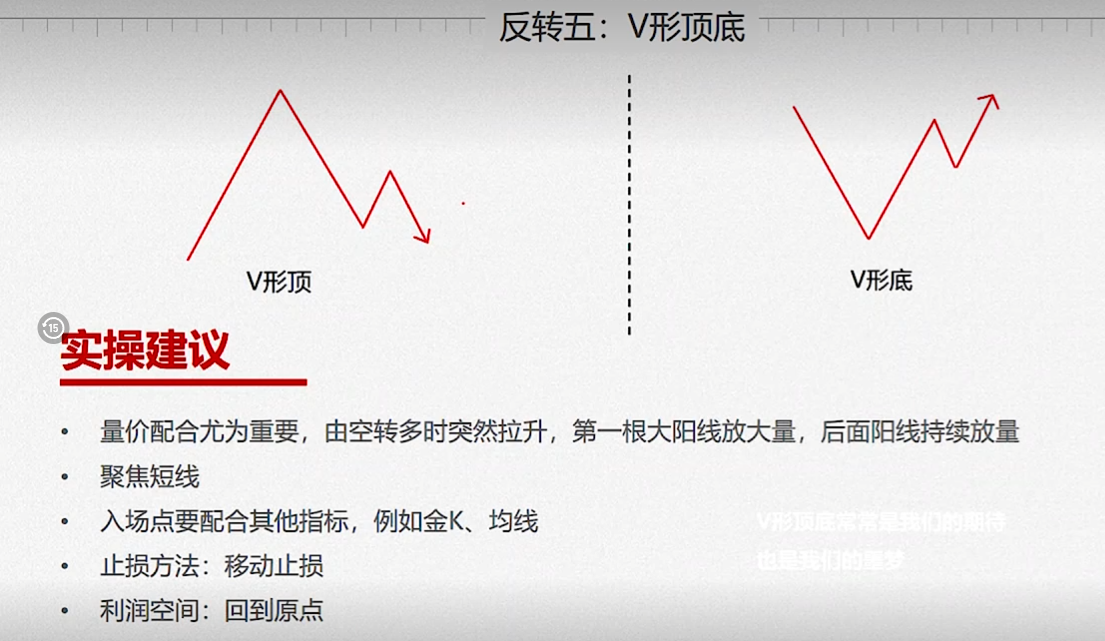 反转五：V形顶底
V形顶
V形底
15
实操建议
• 量价配合尤为重要，由空转多时突然拉升，第一根大阳线放大量，后面阳线持续放量
• 聚焦短线
• 入场点要配合其他指标，例如金K、均线
• 止损方法：移动止损
• 利润空间：回到原点
V形顶底常常是我们的期待
也是我们的噩梦